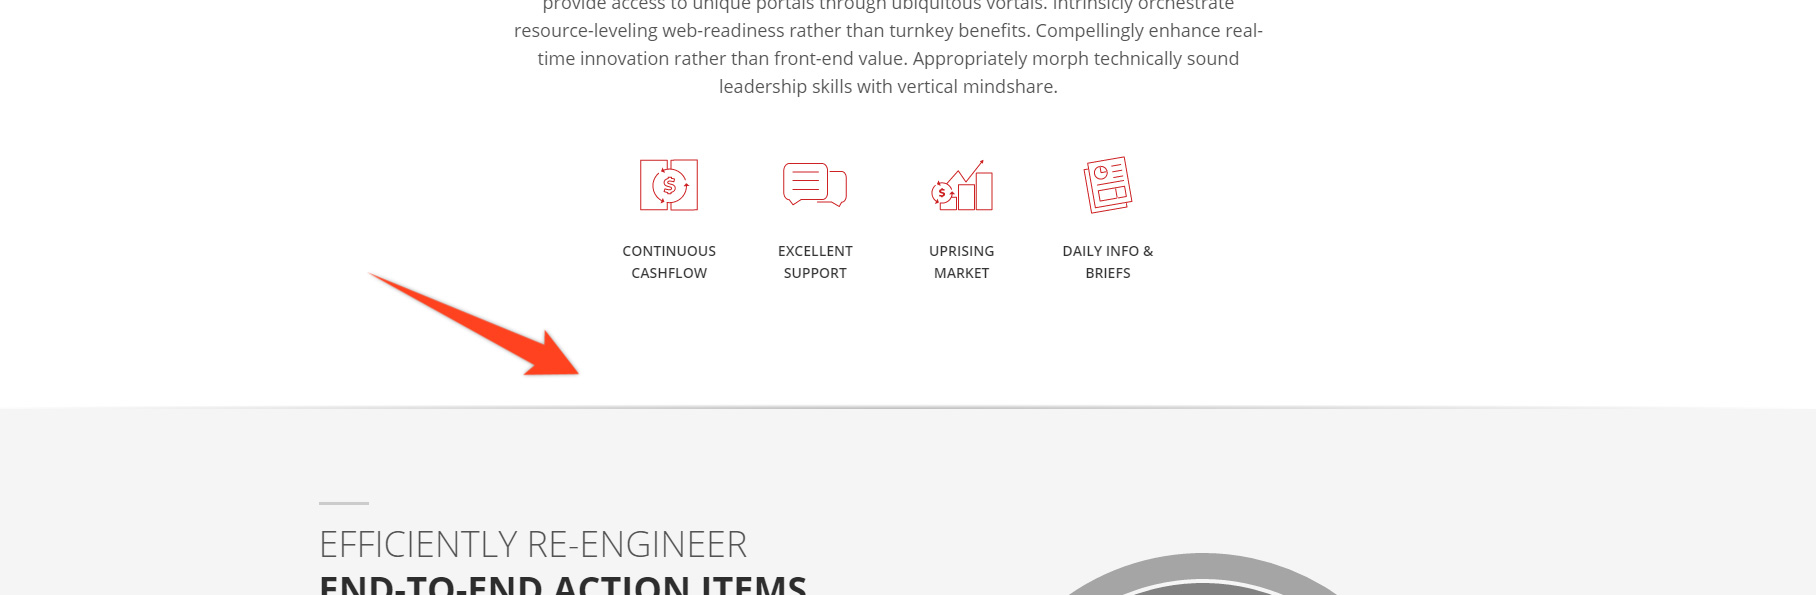 provide access to unique portals through ubiquitous vortals. Intrinsicly orchestrate
resource-leveling web-readiness rather than turnkey benefits. Compellingly enhance real-
time innovation rather than front-end value. Appropriately morph technically sound
leadership skills with vertical mindshare.
$
$
CONTINUOUS
CASHFLOW
EXCELLENT
SUPPORT
UPRISING
MARKET
DAILY INFO &
BRIEFS
EFFICIENTLY RE-ENGINEER
END-TO-END ACTION ITEMS